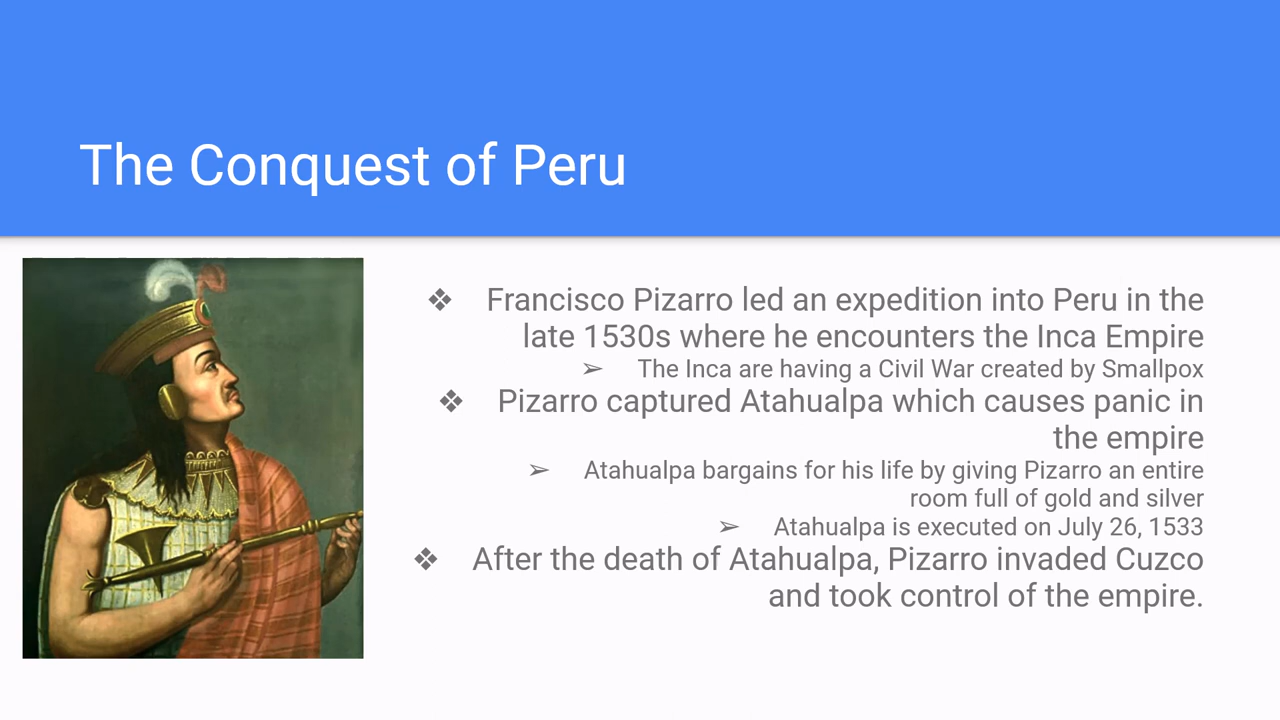 The Conquest of Peru
❖ Francisco Pizarro led an expedition into Peru in the
late 1530s where he encounters the Inca Empire
➢ The Inca are having a Civil War created by Smallpox
❖ Pizarro captured Atahualpa which causes panic in
the empire
➢ Atahualpa bargains for his life by giving Pizarro an entire
room full of gold and silver
➢ Atahualpa is executed on July 26, 1533
❖ After the death of Atahualpa, Pizarro invaded Cuzco
and took control of the empire.